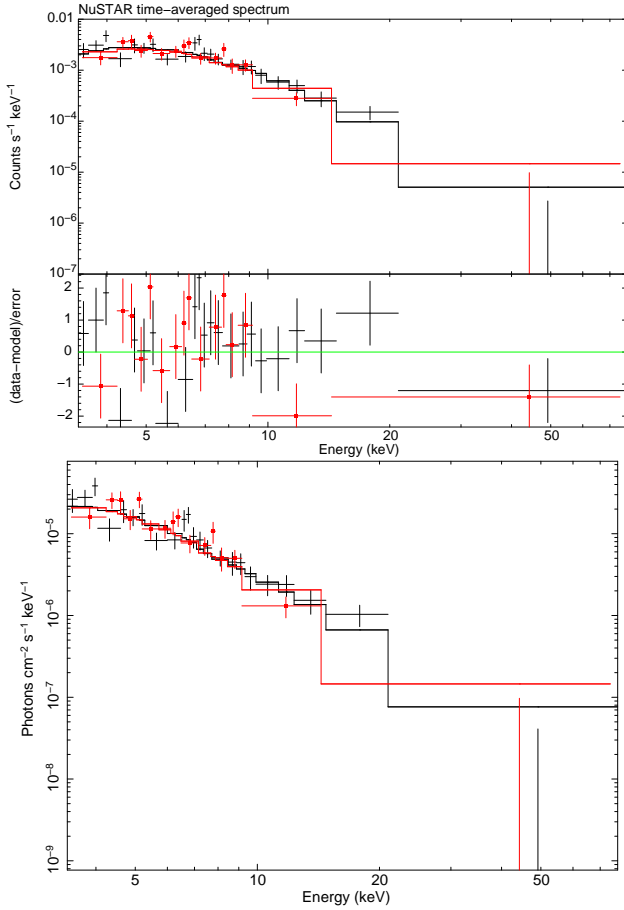 NuSTAR time−averaged spectrum
0.01
10−3
10−4
10−5
10−6
10−7
Counts s−1 keV−1
2
1
0
−1
−2
(data−model)/error
5 10 20 50
Energy (keV)
10−5
10−6
10−7
10−8
10−9
Photons cm−2 s−1 keV−1
5 10 20 50
Energy (keV)